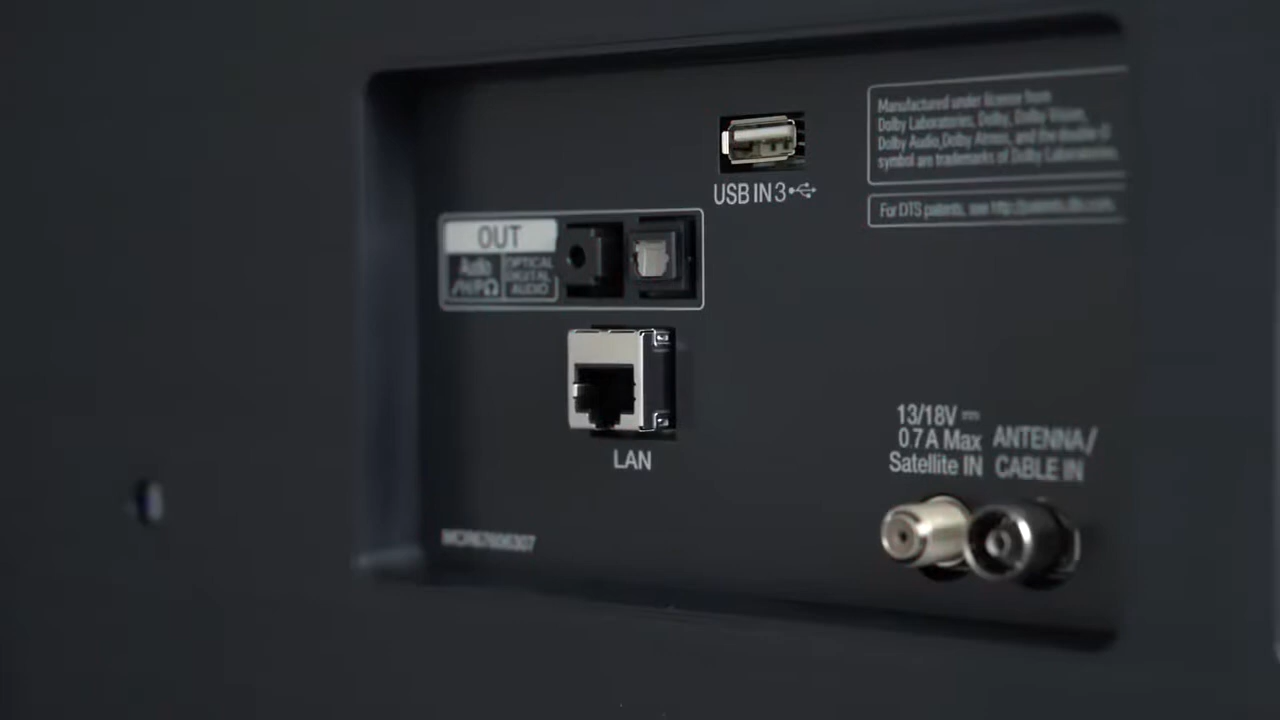 USB IN 3
Manufactured under license from
Dolby Laboratories. Dolby, Dolby Vision,
Dolby Audio, Dolby Atmos, and the double-D
symbol are trademarks of Dolby Laboratories.
For DTS patents, see
OUT
Audio
/H/P
OPTICAL
DIGITAL
AUDIO
LAN
13/18V
0.7 A Max
Satellite IN
ANTENNA/
CABLE IN